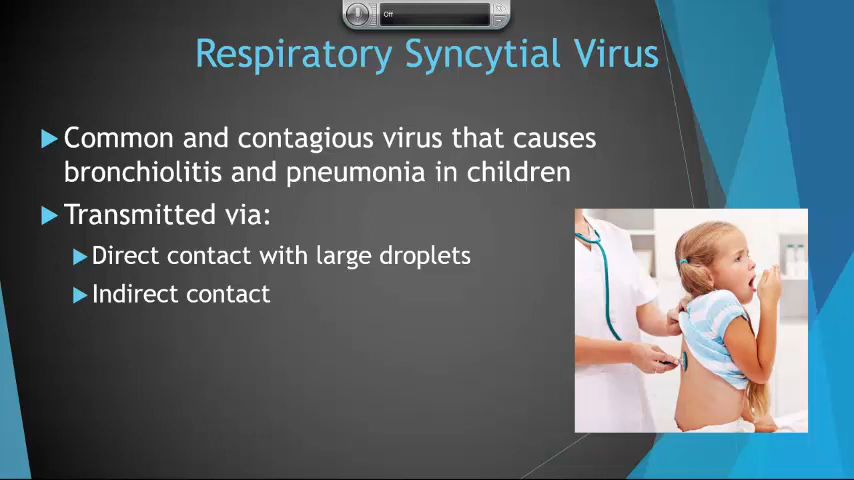 Off
Respiratory Syncytial Virus
Common and contagious virus that causes
bronchiolitis and pneumonia in children
Transmitted via:
Direct contact with large droplets
Indirect contact